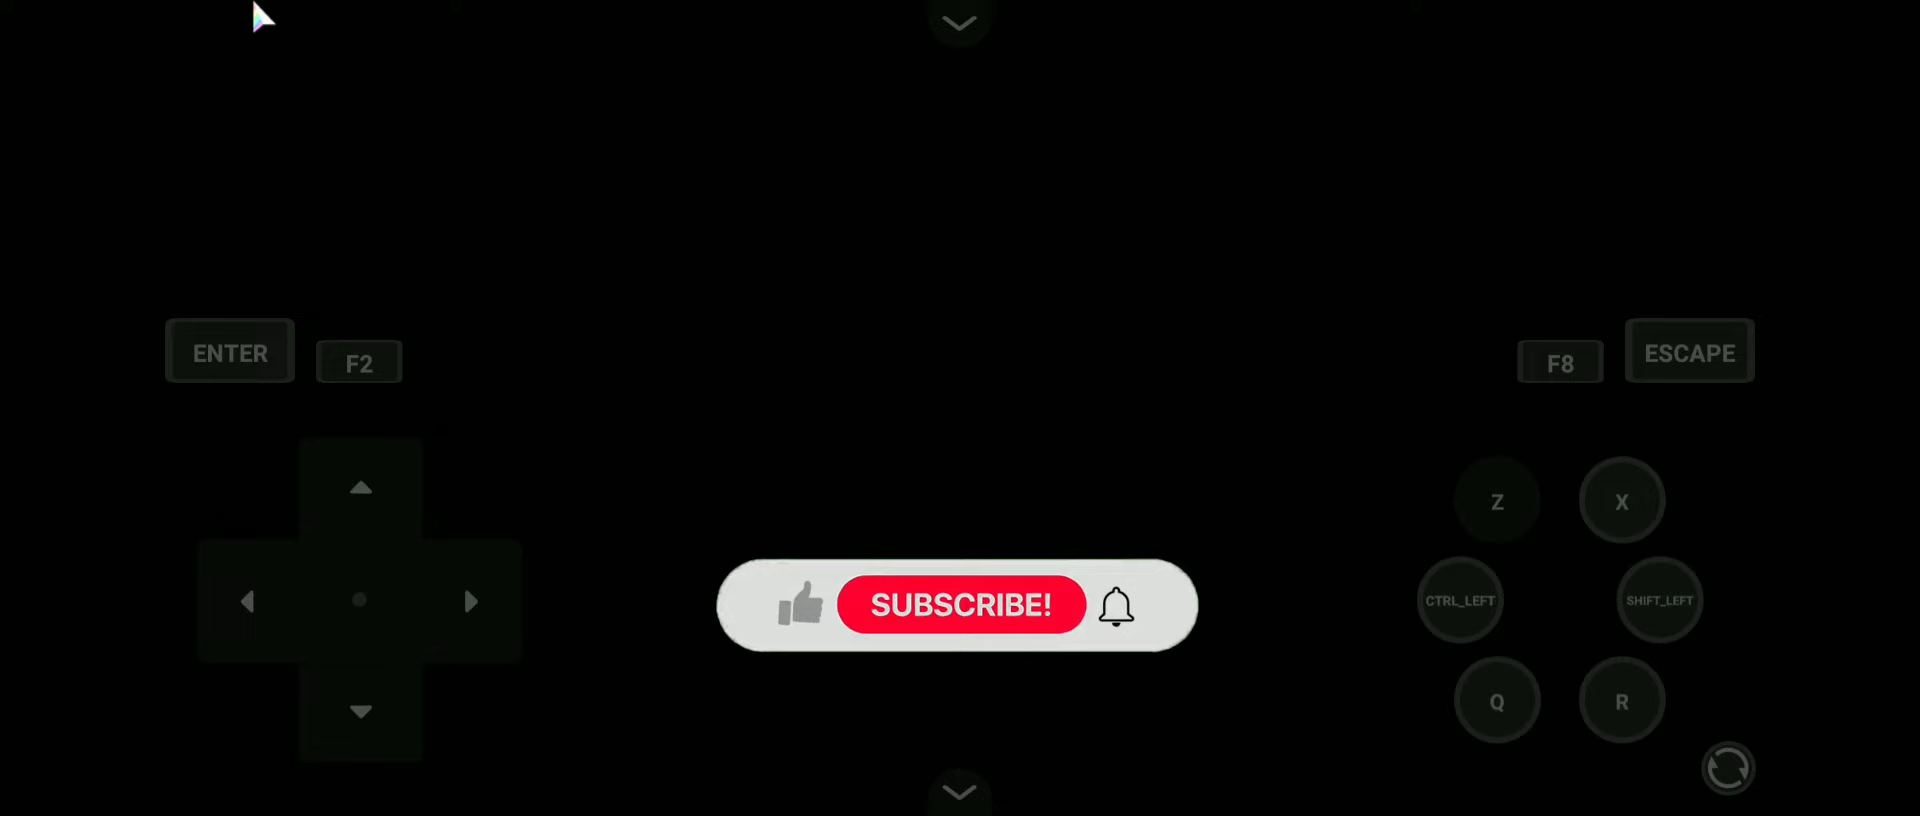 ENTER
F2
F8
ESCAPE
Z
X
CTRL_LEFT
SHIFT_LEFT
SUBSCRIBE!
Q
R